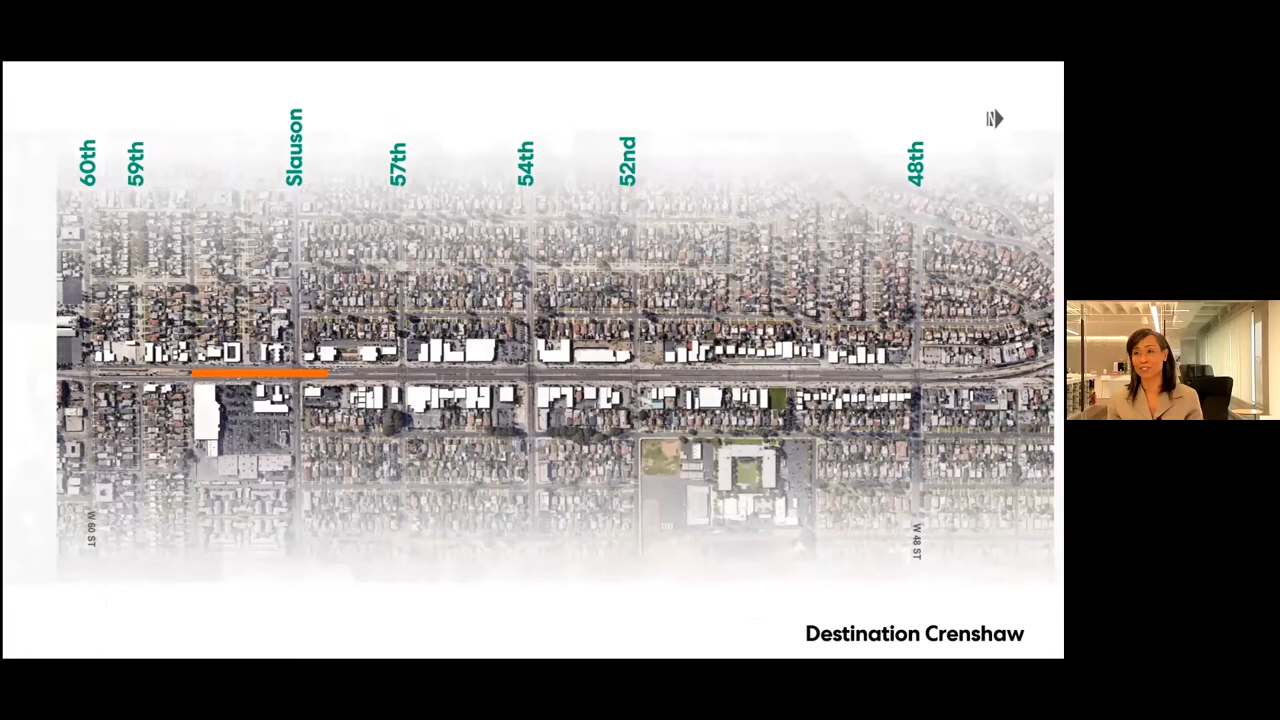 60th
59th
Slauson
57th
54th
52nd
48th
N
W 60 ST
W 48 ST
Destination Crenshaw